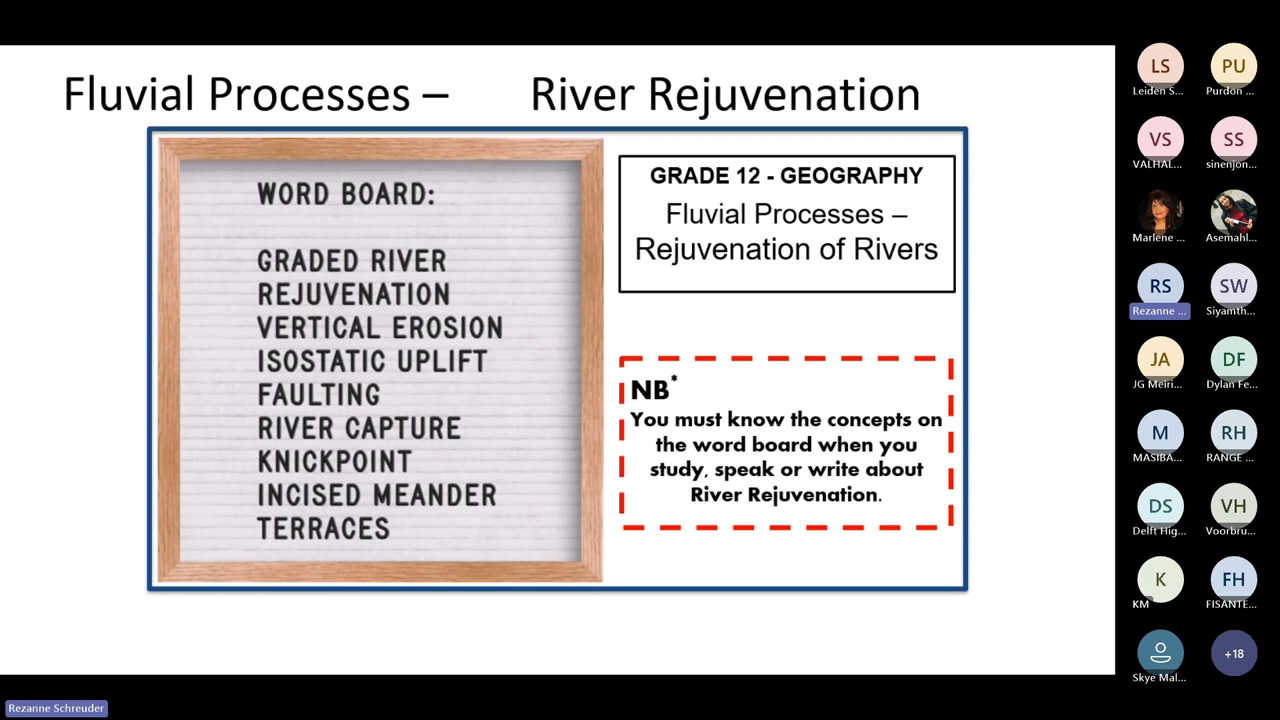 Fluvial Processes – River Rejuvenation
WORD BOARD:
GRADED RIVER
REJUVENATION
VERTICAL EROSION
ISOSTATIC UPLIFT
FAULTING
RIVER CAPTURE
KNICKPOINT
INCISED MEANDER
TERRACES
GRADE 12 - GEOGRAPHY
Fluvial Processes –
Rejuvenation of Rivers
NB*
You must know the concepts on
the word board when you
study, speak or write about
River Rejuvenation.
LS PU
Leiden S... Purdon ...
VS SS
VALHAL... sinenjon...
Marlene ... Asemahl...
RS SW
Rezanne ... Siyamth...
JA DF
JG Meiri... Dylan Fe...
M RH
MASIBA... RANGE ...
DS VH
Delft Hig... Voorbru...
K FH
KM FISANTE...
+18
Skye Mal...
Rezanne Schreuder